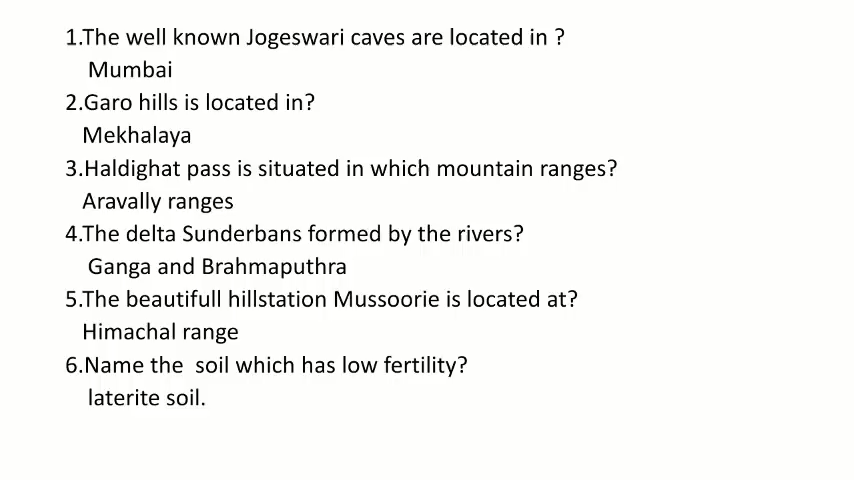 1.The well known Jogeswari caves are located in ?
Mumbai
2.Garo hills is located in?
Mekhalaya
3.Haldighat pass is situated in which mountain ranges?
Aravally ranges
4.The delta Sunderbans formed by the rivers?
Ganga and Brahmaputhra
5.The beautifull hillstation Mussoorie is located at?
Himachal range
6.Name the  soil which has low fertility?
laterite soil.